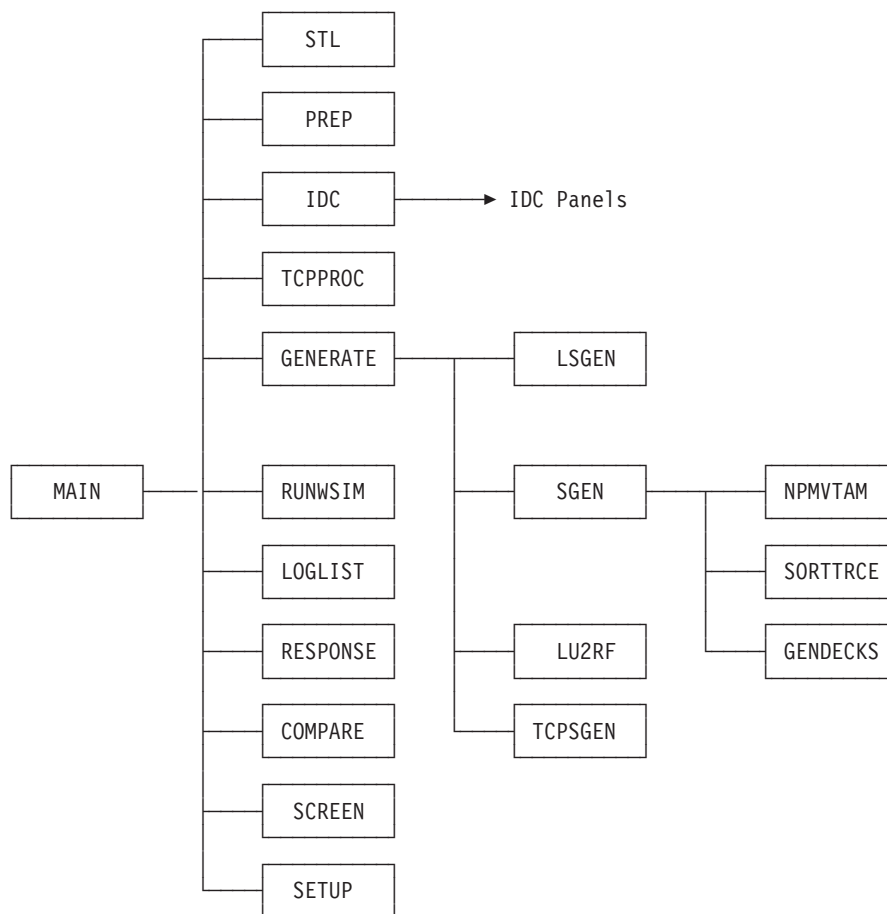 STL
PREP
IDC
IDC Panels
TCPPROC
GENERATE
LSGEN
MAIN
RUNWSIM
SGEN
NPMVTAM
LOGLIST
SORTTRCE
RESPONSE
LU2RF
GENDECKS
COMPARE
TCPSGEN
SCREEN
SETUP